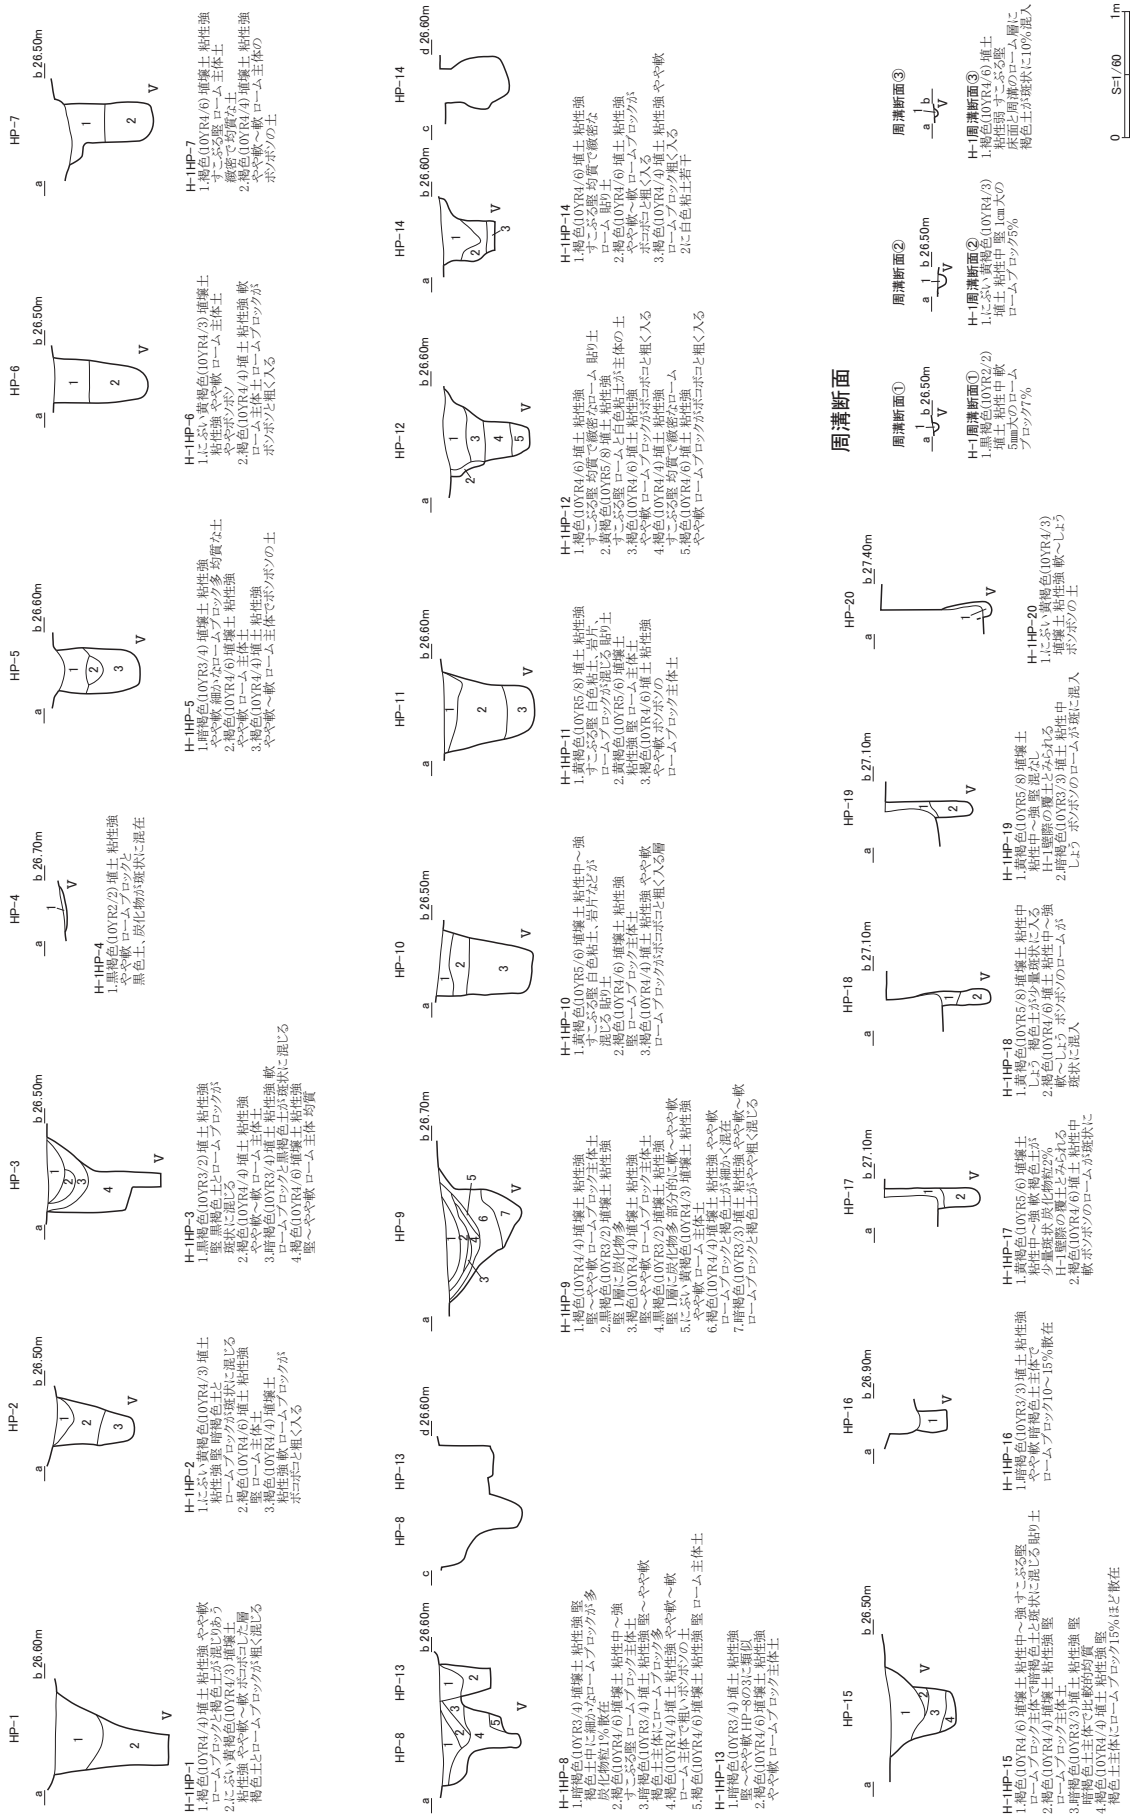 HP-1
a
b 26.60m
1
2
V
H-1HP-1
1.褐色(10YR4/4)埴土 粘性強 やや軟
ロームブロックと褐色土が混じりあう
2.にぶい黄褐色(10YR4/3)埴壌土
粘性強 やや軟～軟 ボコボコした層
褐色土とロームブロックが粗く混じる
HP-2
a
b 26.50m
1
2
3
V
H-1HP-2
1.にぶい黄褐色(10YR4/3)埴土
粘性強 堅 暗褐色土と
ロームブロックが斑状に混じる
2.褐色(10YR4/6)埴土 粘性強
堅 ローム主体土
3.褐色(10YR4/4)埴壌土
粘性強 軟 ロームブロックが
ボコボコと粗く入る
HP-3
a
b 26.50m
1
2
3
4
V
H-1HP-3
1.黒褐色(10YR3/2)埴土 粘性強
堅 黒褐色土とロームブロックが
斑状に混じる
2.褐色(10YR4/4)埴土 粘性強
やや軟～軟 ローム主体土
3.暗褐色(10YR3/4)埴土 粘性強 軟
ロームブロックと黒褐色土が斑状に混じる
4.褐色(10YR4/6)埴壌土 粘性強
堅～やや軟 ローム主体 均質
HP-4
a
b 26.70m
1
V
H-1HP-4
1.黒褐色(10YR2/2)埴土 粘性強
やや軟 ロームブロックと
黒色土、炭化物が斑状に混在
HP-5
a
b 26.60m
1
2
3
V
H-1HP-5
1.暗褐色(10YR3/4)埴壌土 粘性強
やや軟 細かなロームブロック多 均質な土
2.褐色(10YR4/6)埴壌土 粘性強
やや軟 ローム主体土
3.褐色(10YR4/4)埴土 粘性強
やや軟～軟 ローム主体でボソボソの土
HP-6
a
b 26.50m
1
2
V
H-1HP-6
1.にぶい黄褐色(10YR4/3)埴壌土
粘性強 やや軟 ローム主体土
ややボソボソ
2.褐色(10YR4/4)埴土 粘性強 軟
ローム主体土 ロームブロックが
ボソボソと粗く入る
HP-7
a
b 26.50m
1
2
V
H-1HP-7
1.褐色(10YR4/6)埴壌土 粘性強
すこぶる堅 ローム主体土
緻密で均質な土
2.褐色(10YR4/4)埴壌土 粘性強
やや軟～軟 ローム主体の
ボソボソの土
HP-8
HP-13
a
b 26.60m
1
2
3
4
5
1
2
3
V
HP-8
HP-13
c
d 26.60m
H-1HP-8
1.暗褐色(10YR3/4)埴壌土 粘性強 堅
褐色土中に細かなロームブロックが多
炭化物粒1%散在
2.褐色(10YR4/6)埴壌土 粘性中～強
すこぶる堅 ロームブロック主体土
3.暗褐色(10YR3/4)埴土 粘性強 堅～やや軟
褐色土主体にロームブロック多
4.褐色(10YR4/4)埴土 粘性強 やや軟～軟
ローム主体で粗いボソボソの土
5.褐色(10YR4/6)埴壌土 粘性強 堅 ローム主体土
H-1HP-13
1.暗褐色(10YR3/4)埴土 粘性強
堅～やや軟 HP-8の3に類似
2.褐色(10YR4/6)埴壌土 粘性強
やや軟 ロームブロック主体土
HP-9
a
b 26.70m
1
2
3
4
5
6
7
V
H-1HP-9
1.褐色(10YR4/4)埴壌土 粘性強
堅～やや軟 ロームブロック主体土
2.黒褐色(10YR3/2)埴壌土 粘性強
堅 1層に炭化物多
3.褐色(10YR4/4)埴壌土 粘性強
堅～やや軟 ロームブロック主体土
4.黒褐色(10YR3/2)埴壌土 粘性強
堅 1層に炭化物多 部分的に軟～やや軟
5.にぶい黄褐色(10YR4/3)埴壌土 粘性強
やや軟 ローム主体土
6.褐色(10YR4/4)埴壌土 粘性強 やや軟
ロームブロックと褐色土が細かく混在
7.暗褐色(10YR3/3)埴土 粘性強 やや軟～軟
ロームブロックと褐色土がやや粗く混じる
HP-10
a
b 26.50m
1
2
3
V
H-1HP-10
1.黄褐色(10YR5/6)埴壌土 粘性中～強
すこぶる堅 白色粘土、岩片などが
混じる 貼り土
2.褐色(10YR4/6)埴壌土 粘性強
堅 ロームブロック主体土
3.褐色(10YR4/4)埴土 粘性強 やや軟
ロームブロックがボコボコと粗く入る層
HP-11
a
b 26.60m
1
2
3
V
H-1HP-11
1.黄褐色(10YR5/8)埴土 粘性強
すこぶる堅 白色粘土、岩片、
ロームブロックが混じる 貼り土
2.黄褐色(10YR5/6)埴壌土
粘性強 堅 ローム主体土
3.褐色(10YR4/6)埴土 粘性強
やや軟 ボソボソの
ロームブロック主体土
HP-12
a
b 26.60m
1
2
3
4
5
V
H-1HP-12
1.褐色(10YR4/6)埴土 粘性強
すこぶる堅 均質で緻密なローム 貼り土
2.黄褐色(10YR5/8)埴土 粘性強
すこぶる堅 ロームと白色粘土が主体の土
3.褐色(10YR4/6)埴土 粘性強
やや軟 ロームブロックがボコボコと粗く入る
4.褐色(10YR4/4)埴土 粘性強
すこぶる堅 均質で緻密なローム
5.褐色(10YR4/6)埴土 粘性強
やや軟 ロームブロックがボコボコと粗く入る
HP-14
a
b 26.60m
1
2
3
V
HP-14
c
d 26.60m
H-1HP-14
1.褐色(10YR4/6)埴土 粘性強
すこぶる堅 均質で緻密な
ローム 貼り土
2.褐色(10YR4/6)埴土 粘性強
やや軟～軟 ロームブロックが
ボコボコと粗く入る
3.褐色(10YR4/4)埴土 粘性強 やや軟
ロームブロック粗く入る
2に白色粘土若干
HP-15
a
b 26.50m
1
2
3
4
V
H-1HP-15
1.褐色(10YR4/6)埴壌土 粘性中～強 すこぶる堅
ロームブロック主体で暗褐色土と斑状に混じる 貼り土
2.褐色(10YR4/4)埴壌土 粘性強 堅
ロームブロック主体土
3.暗褐色(10YR3/3)埴土 粘性強 堅
暗褐色土主体で比較的均質
4.褐色(10YR4/4)埴土 粘性強 堅
褐色土主体にロームブロック15%ほど散在
HP-16
a
b 26.90m
1
V
H-1HP-16
1.暗褐色(10YR3/3)埴土 粘性強
やや軟 暗褐色土主体で
ロームブロック10～15%散在
HP-17
a
b 27.10m
1
2
V
H-1HP-17
1.黄褐色(10YR5/6)埴壌土
粘性中～強 軟 褐色土が
少量斑状 炭化物粒2%
H-1壁際の覆土とみられる
2.褐色(10YR4/6)埴土 粘性中
軟 ボソボソのロームが斑状に
HP-18
a
b 27.10m
1
2
V
H-1HP-18
1.黄褐色(10YR5/8)埴壌土 粘性中
しょう 褐色土が少量斑状に入る
2.褐色(10YR4/6)埴土 粘性中～強
軟～しょう ボソボソのロームが
斑状に混入
HP-19
a
b 27.10m
1
2
V
H-1HP-19
1.黄褐色(10YR5/8)埴壌土
粘性中～強 堅 混なし
H-1壁際の覆土とみられる
2.暗褐色(10YR3/3)埴土 粘性中
しょう ボソボソのロームが斑に混入
HP-20
a
b 27.40m
1
V
H-1HP-20
1.にぶい黄褐色(10YR4/3)
埴壌土 粘性強 軟～しょう
ボソボソの土
周溝断面
周溝断面①
a 1 b 26.50m
V
H-1周溝断面①
1.黒褐色(10YR2/2)
埴土 粘性中 軟
5mm大のローム
ブロック7%
周溝断面②
a 1 b 26.50m
V
H-1周溝断面②
1.にぶい黄褐色(10YR4/3)
埴土 粘性中 堅 1cm大の
ロームブロック5%
周溝断面③
a 1 b
V
H-1周溝断面③
1.褐色(10YR4/6)埴土
粘性弱 すこぶる堅
床面と周溝のローム層に
褐色土が斑状に10%混入
0 S=1/60 1m